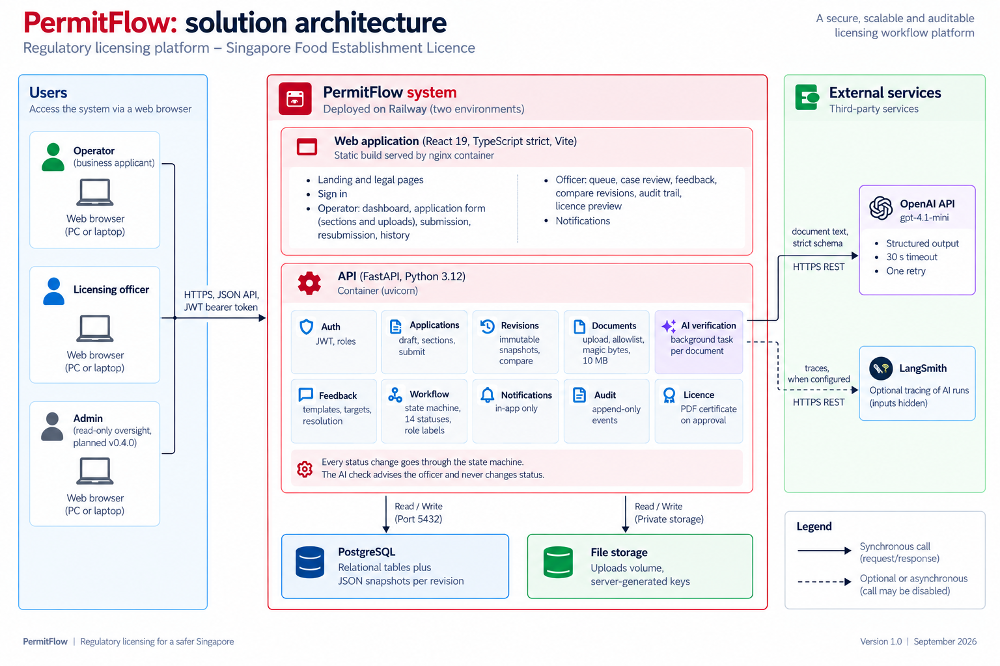 PermitFlow: solution architecture
Regulatory licensing platform – Singapore Food Establishment Licence
A secure, scalable and auditable
licensing workflow platform
Users
Access the system via a web browser
Operator
(business applicant)
Web browser
(PC or laptop)
Licensing officer
Web browser
(PC or laptop)
Admin
(read-only oversight,
planned v0.4.0)
Web browser
(PC or laptop)
HTTPS, JSON API,
JWT bearer token
PermitFlow system
Deployed on Railway (two environments)
Web application (React 19, TypeScript strict, Vite)
Static build served by nginx container
• Landing and legal pages
• Sign in
• Operator: dashboard, application form
(sections and uploads), submission,
resubmission, history
• Officer: queue, case review, feedback,
compare revisions, audit trail,
licence preview
• Notifications
API (FastAPI, Python 3.12)
Container (uvicorn)
Auth
JWT, roles
Applications
draft, sections,
submit
Revisions
immutable
snapshots,
compare
Documents
upload, allowlist,
magic bytes,
10 MB
AI verification
background task
per document
Feedback
templates, targets,
resolution
Workflow
state machine,
14 statuses,
role labels
Notifications
in-app only
Audit
append-only
events
Licence
PDF certificate
on approval
Every status change goes through the state machine.
The AI check advises the officer and never changes status.
Read / Write
(Port 5432)
Read / Write
(Private storage)
PostgreSQL
Relational tables plus
JSON snapshots per revision
File storage
Uploads volume,
server-generated keys
External services
Third-party services
document text,
strict schema
HTTPS REST
OpenAI API
gpt-4.1-mini
• Structured output
• 30 s timeout
• One retry
traces,
when configured
HTTPS REST
LangSmith
Optional tracing of AI runs
(inputs hidden)
Legend
Synchronous call
(request/response)
Optional or asynchronous
(call may be disabled)
PermitFlow | Regulatory licensing for a safer Singapore
Version 1.0 | September 2026